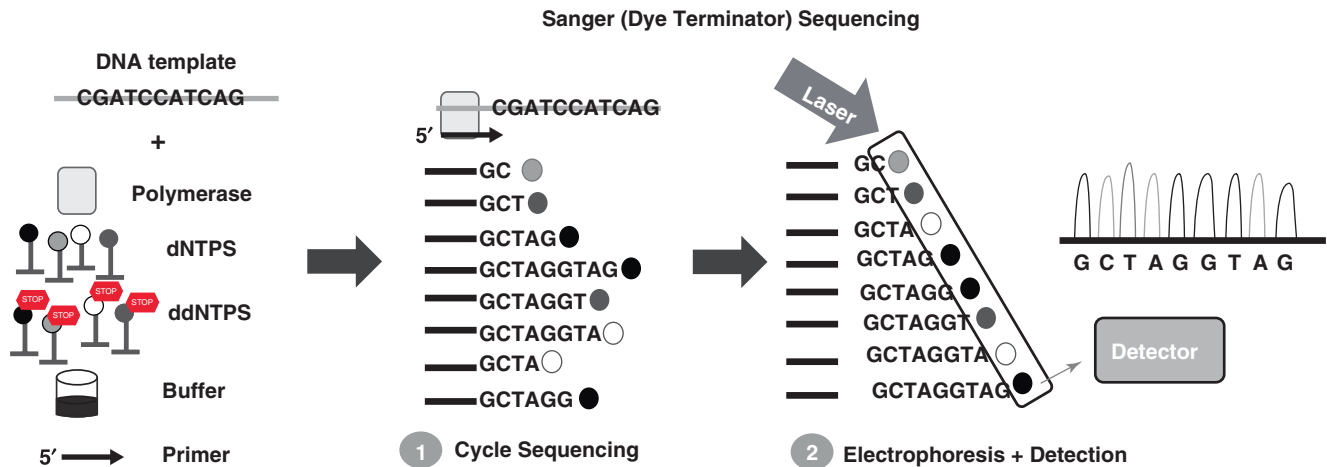 Sanger (Dye Terminator) Sequencing
DNA template
CGATCCATCAG
+
Polymerase
dNTPS
STOP
STOP
STOP
STOP
ddNTPS
Buffer
5′
Primer
CGATCCATCAG
5′
GC
GCT
GCTAG
GCTAGGTAG
GCTAGGT
GCTAGGTA
GCTA
GCTAGG
1 Cycle Sequencing
Laser
GC
GCT
GCTA
GCTAG
GCTAGG
GCTAGGT
GCTAGGTA
GCTAGGTAG
2 Electrophoresis + Detection
G C T A G G T A G
Detector